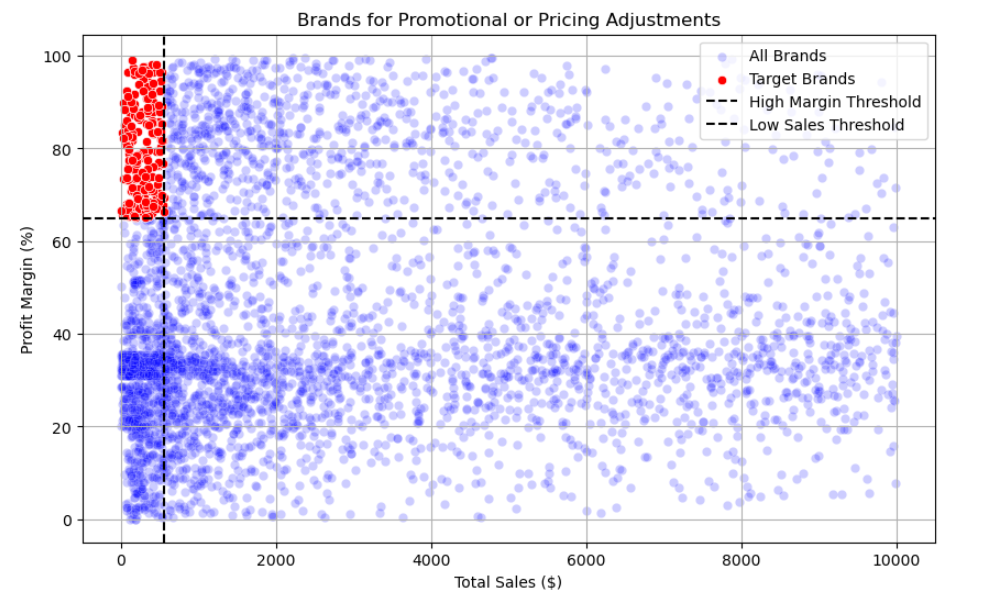 Brands for Promotional or Pricing Adjustments
All Brands
Target Brands
High Margin Threshold
Low Sales Threshold
Profit Margin (%)
100
80
60
40
20
0
0 2000 4000 6000 8000 10000
Total Sales ($)